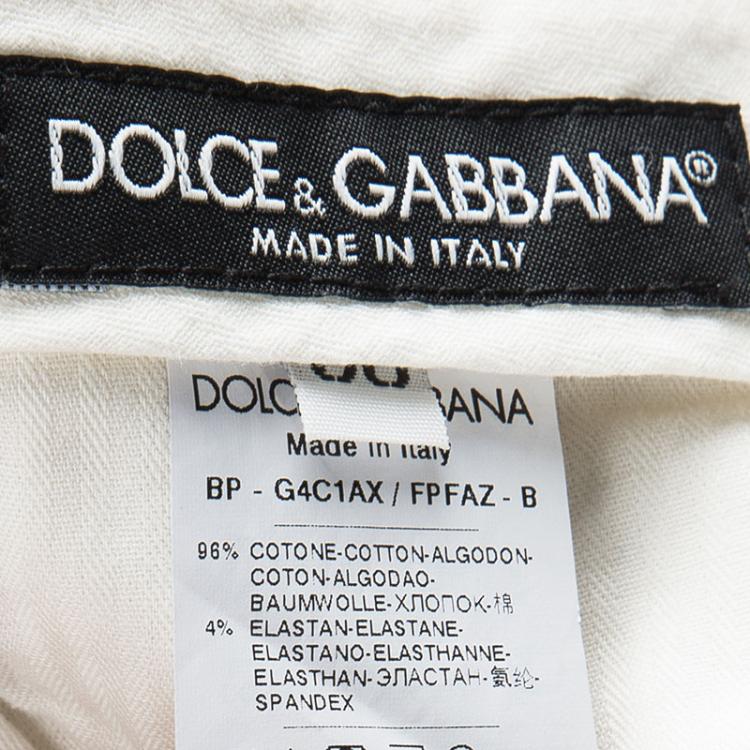 DOLCE & GABBANA®
MADE IN ITALY
DOLC BANA
Made in Italy
BP - G4C1AX / FPFAZ - B
96% COTONE-COTTON-ALGODON-
COTON-ALGODAO-
BAUMWOLLE-ХЛОПОК-棉
4% ELASTAN-ELASTANE-
ELASTANO-ELASTHANNE-
ELASTHAN-ЭЛАСТАН-氨纶-
SPANDEX